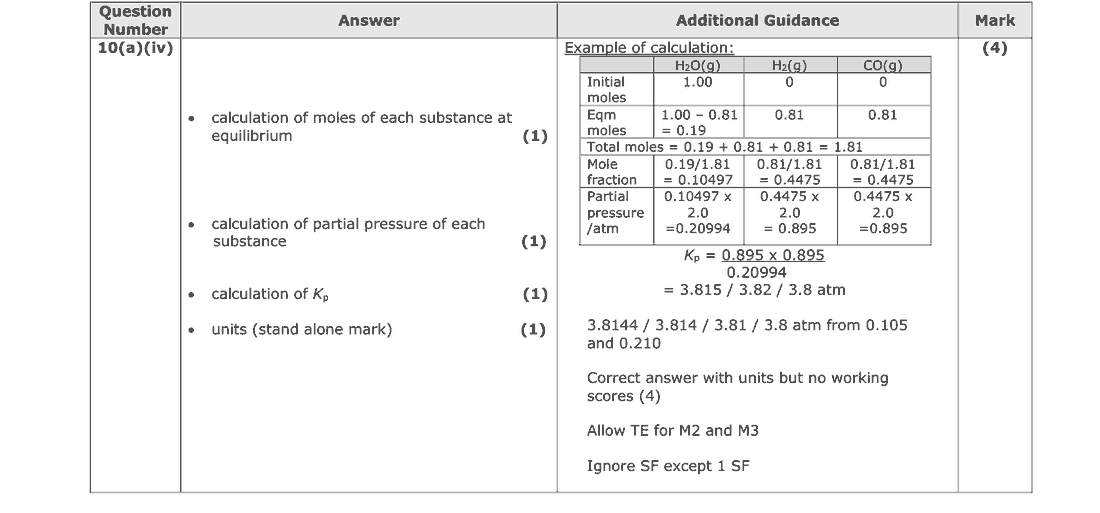 Question Number	Answer	Additional Guidance	Mark
10(a)(iv)
• calculation of moles of each substance at
equilibrium (1)
• calculation of partial pressure of each
substance (1)
• calculation of Kₚ (1)
• units (stand alone mark) (1)
Example of calculation:
H₂O(g)	H₂(g)	CO(g)
Initial moles	1.00	0	0
Eqm moles	1.00 – 0.81 = 0.19	0.81	0.81
Total moles = 0.19 + 0.81 + 0.81 = 1.81
Mole fraction	0.19/1.81 = 0.10497	0.81/1.81 = 0.4475	0.81/1.81 = 0.4475
Partial pressure /atm	0.10497 x 2.0 =0.20994	0.4475 x 2.0 = 0.895	0.4475 x 2.0 =0.895
Kₚ = 0.895 x 0.895
0.20994
= 3.815 / 3.82 / 3.8 atm
3.8144 / 3.814 / 3.81 / 3.8 atm from 0.105
and 0.210
Correct answer with units but no working
scores (4)
Allow TE for M2 and M3
Ignore SF except 1 SF
(4)